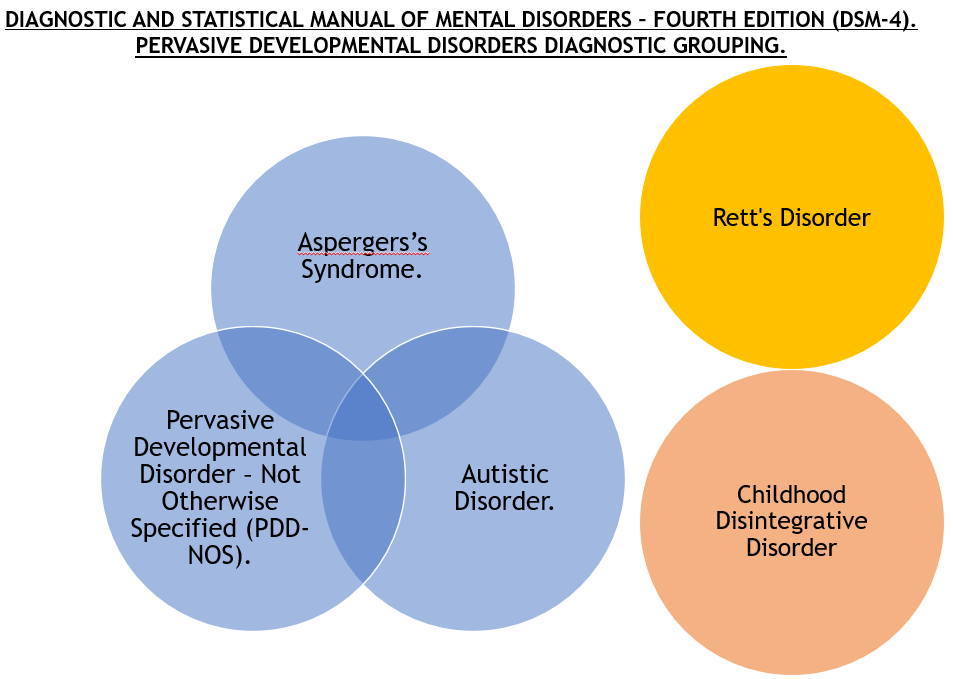 DIAGNOSTIC AND STATISTICAL MANUAL OF MENTAL DISORDERS – FOURTH EDITION (DSM-4).
PERVASIVE DEVELOPMENTAL DISORDERS DIAGNOSTIC GROUPING.
Aspergers’s
Syndrome.
Pervasive
Developmental
Disorder – Not
Otherwise
Specified (PDD-
NOS).
Autistic
Disorder.
Rett's Disorder
Childhood
Disintegrative
Disorder